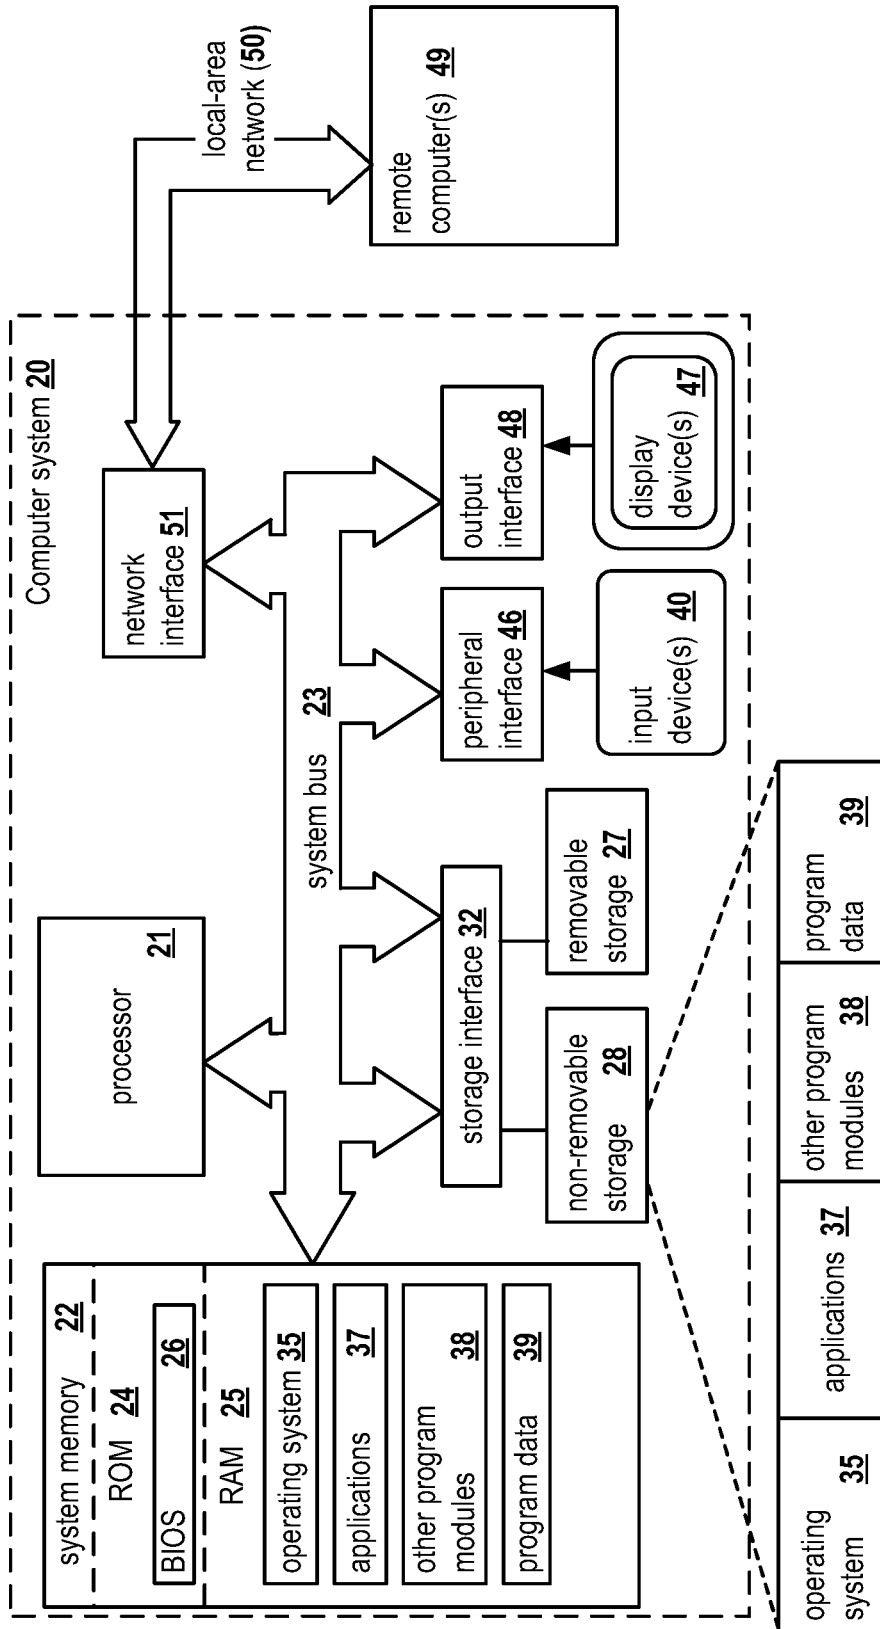 Computer system 20
system memory 22
ROM 24
BIOS 26
RAM 25
operating system 35
applications 37
other program
modules 38
program data 39
processor 21
network
interface 51
local-area
network (50)
remote
computer(s) 49
system bus 23
storage interface 32
peripheral
interface 46
output
interface 48
non-removable
storage 28
removable
storage 27
input
device(s) 40
display
device(s) 47
operating
system 35
applications 37
other program
modules 38
program
data 39